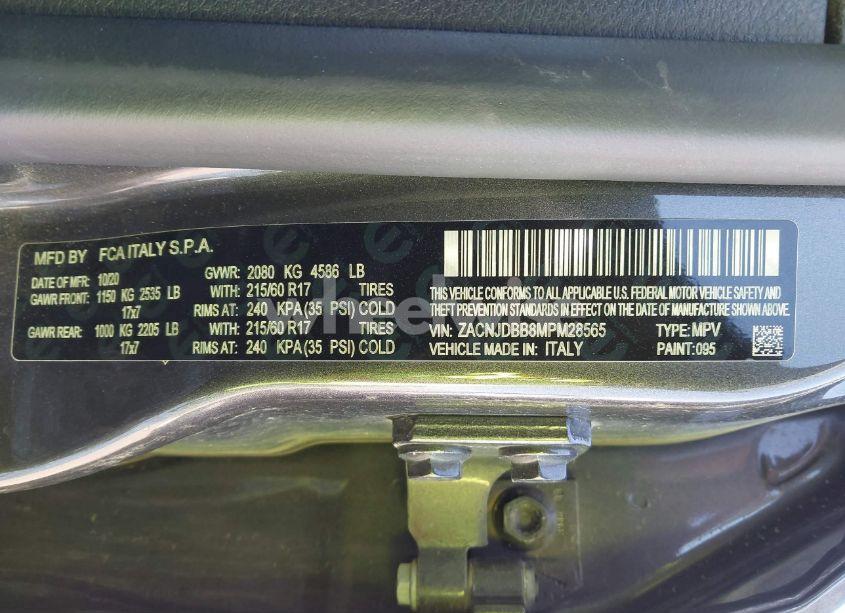 MFD BY FCA ITALY S.P.A.
DATE OF MFR: 10/20 GVWR: 2080 KG 4586 LB
GAWR FRONT: 1150 KG 2535 LB WITH: 215/60 R17 TIRES
17x7 RIMS AT: 240 KPA (35 PSI) COLD
GAWR REAR: 1000 KG 2205 LB WITH: 215/60 R17 TIRES
17x7 RIMS AT: 240 KPA (35 PSI) COLD
THIS VEHICLE CONFORMS TO ALL APPLICABLE U.S. FEDERAL MOTOR VEHICLE SAFETY AND
THEFT PREVENTION STANDARDS IN EFFECT ON THE DATE OF MANUFACTURE SHOWN ABOVE.
VIN: ZACNJDBB8MPM28565 TYPE: MPV
VEHICLE MADE IN: ITALY PAINT: 095